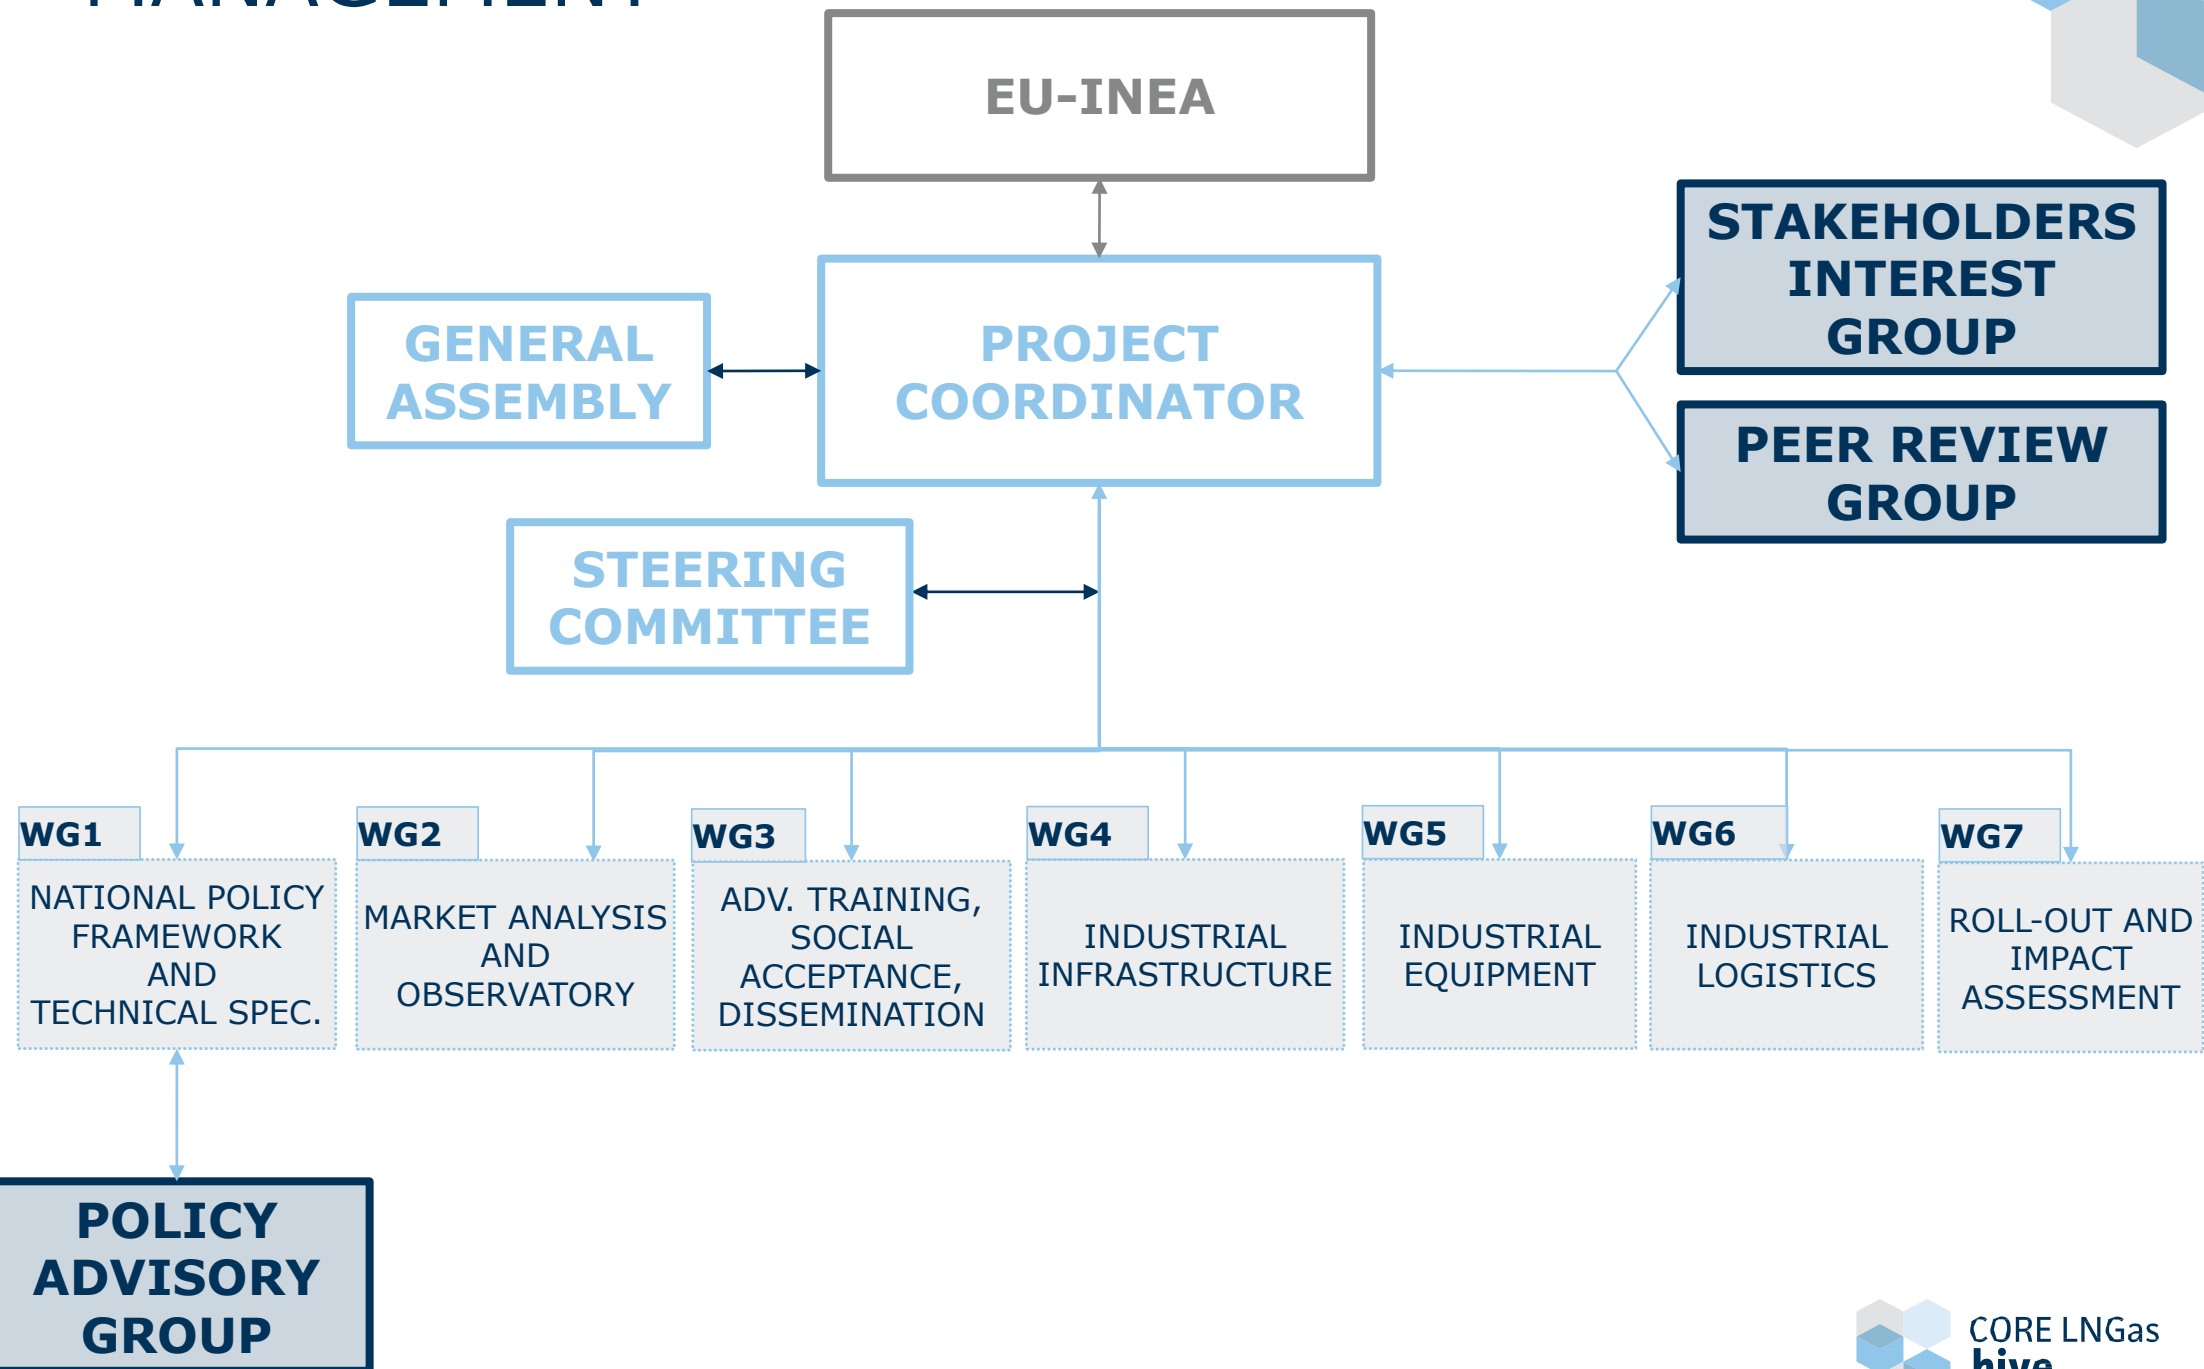 MANAGEMENT
EU-INEA
STAKEHOLDERS
INTEREST
GROUP
GENERAL
ASSEMBLY
PROJECT
COORDINATOR
PEER REVIEW
GROUP
STEERING
COMMITTEE
WG1
NATIONAL POLICY
FRAMEWORK
AND
TECHNICAL SPEC.
WG2
MARKET ANALYSIS
AND
OBSERVATORY
WG3
ADV. TRAINING,
SOCIAL
ACCEPTANCE,
DISSEMINATION
WG4
INDUSTRIAL
INFRASTRUCTURE
WG5
INDUSTRIAL
EQUIPMENT
WG6
INDUSTRIAL
LOGISTICS
WG7
ROLL-OUT AND
IMPACT
ASSESSMENT
POLICY
ADVISORY
GROUP
CORE LNGas
hive